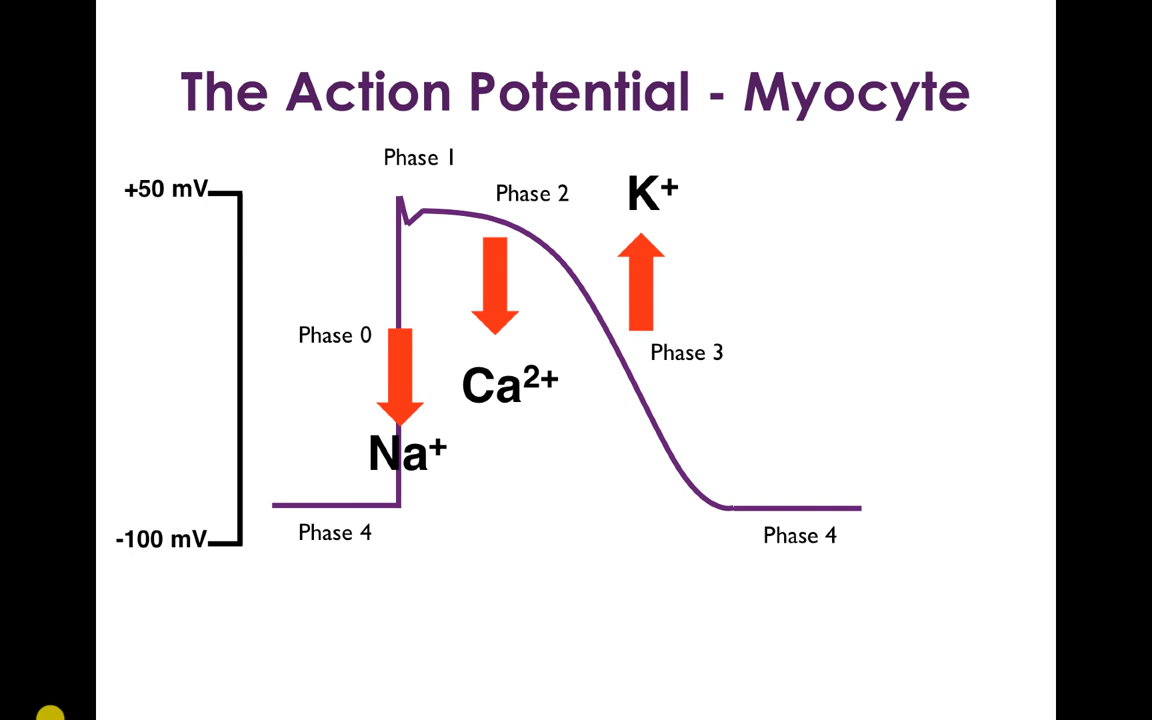 The Action Potential - Myocyte
Phase 1
+50 mV
Phase 2
K⁺
Phase 0
Phase 3
Ca²⁺
Na⁺
Phase 4
Phase 4
-100 mV